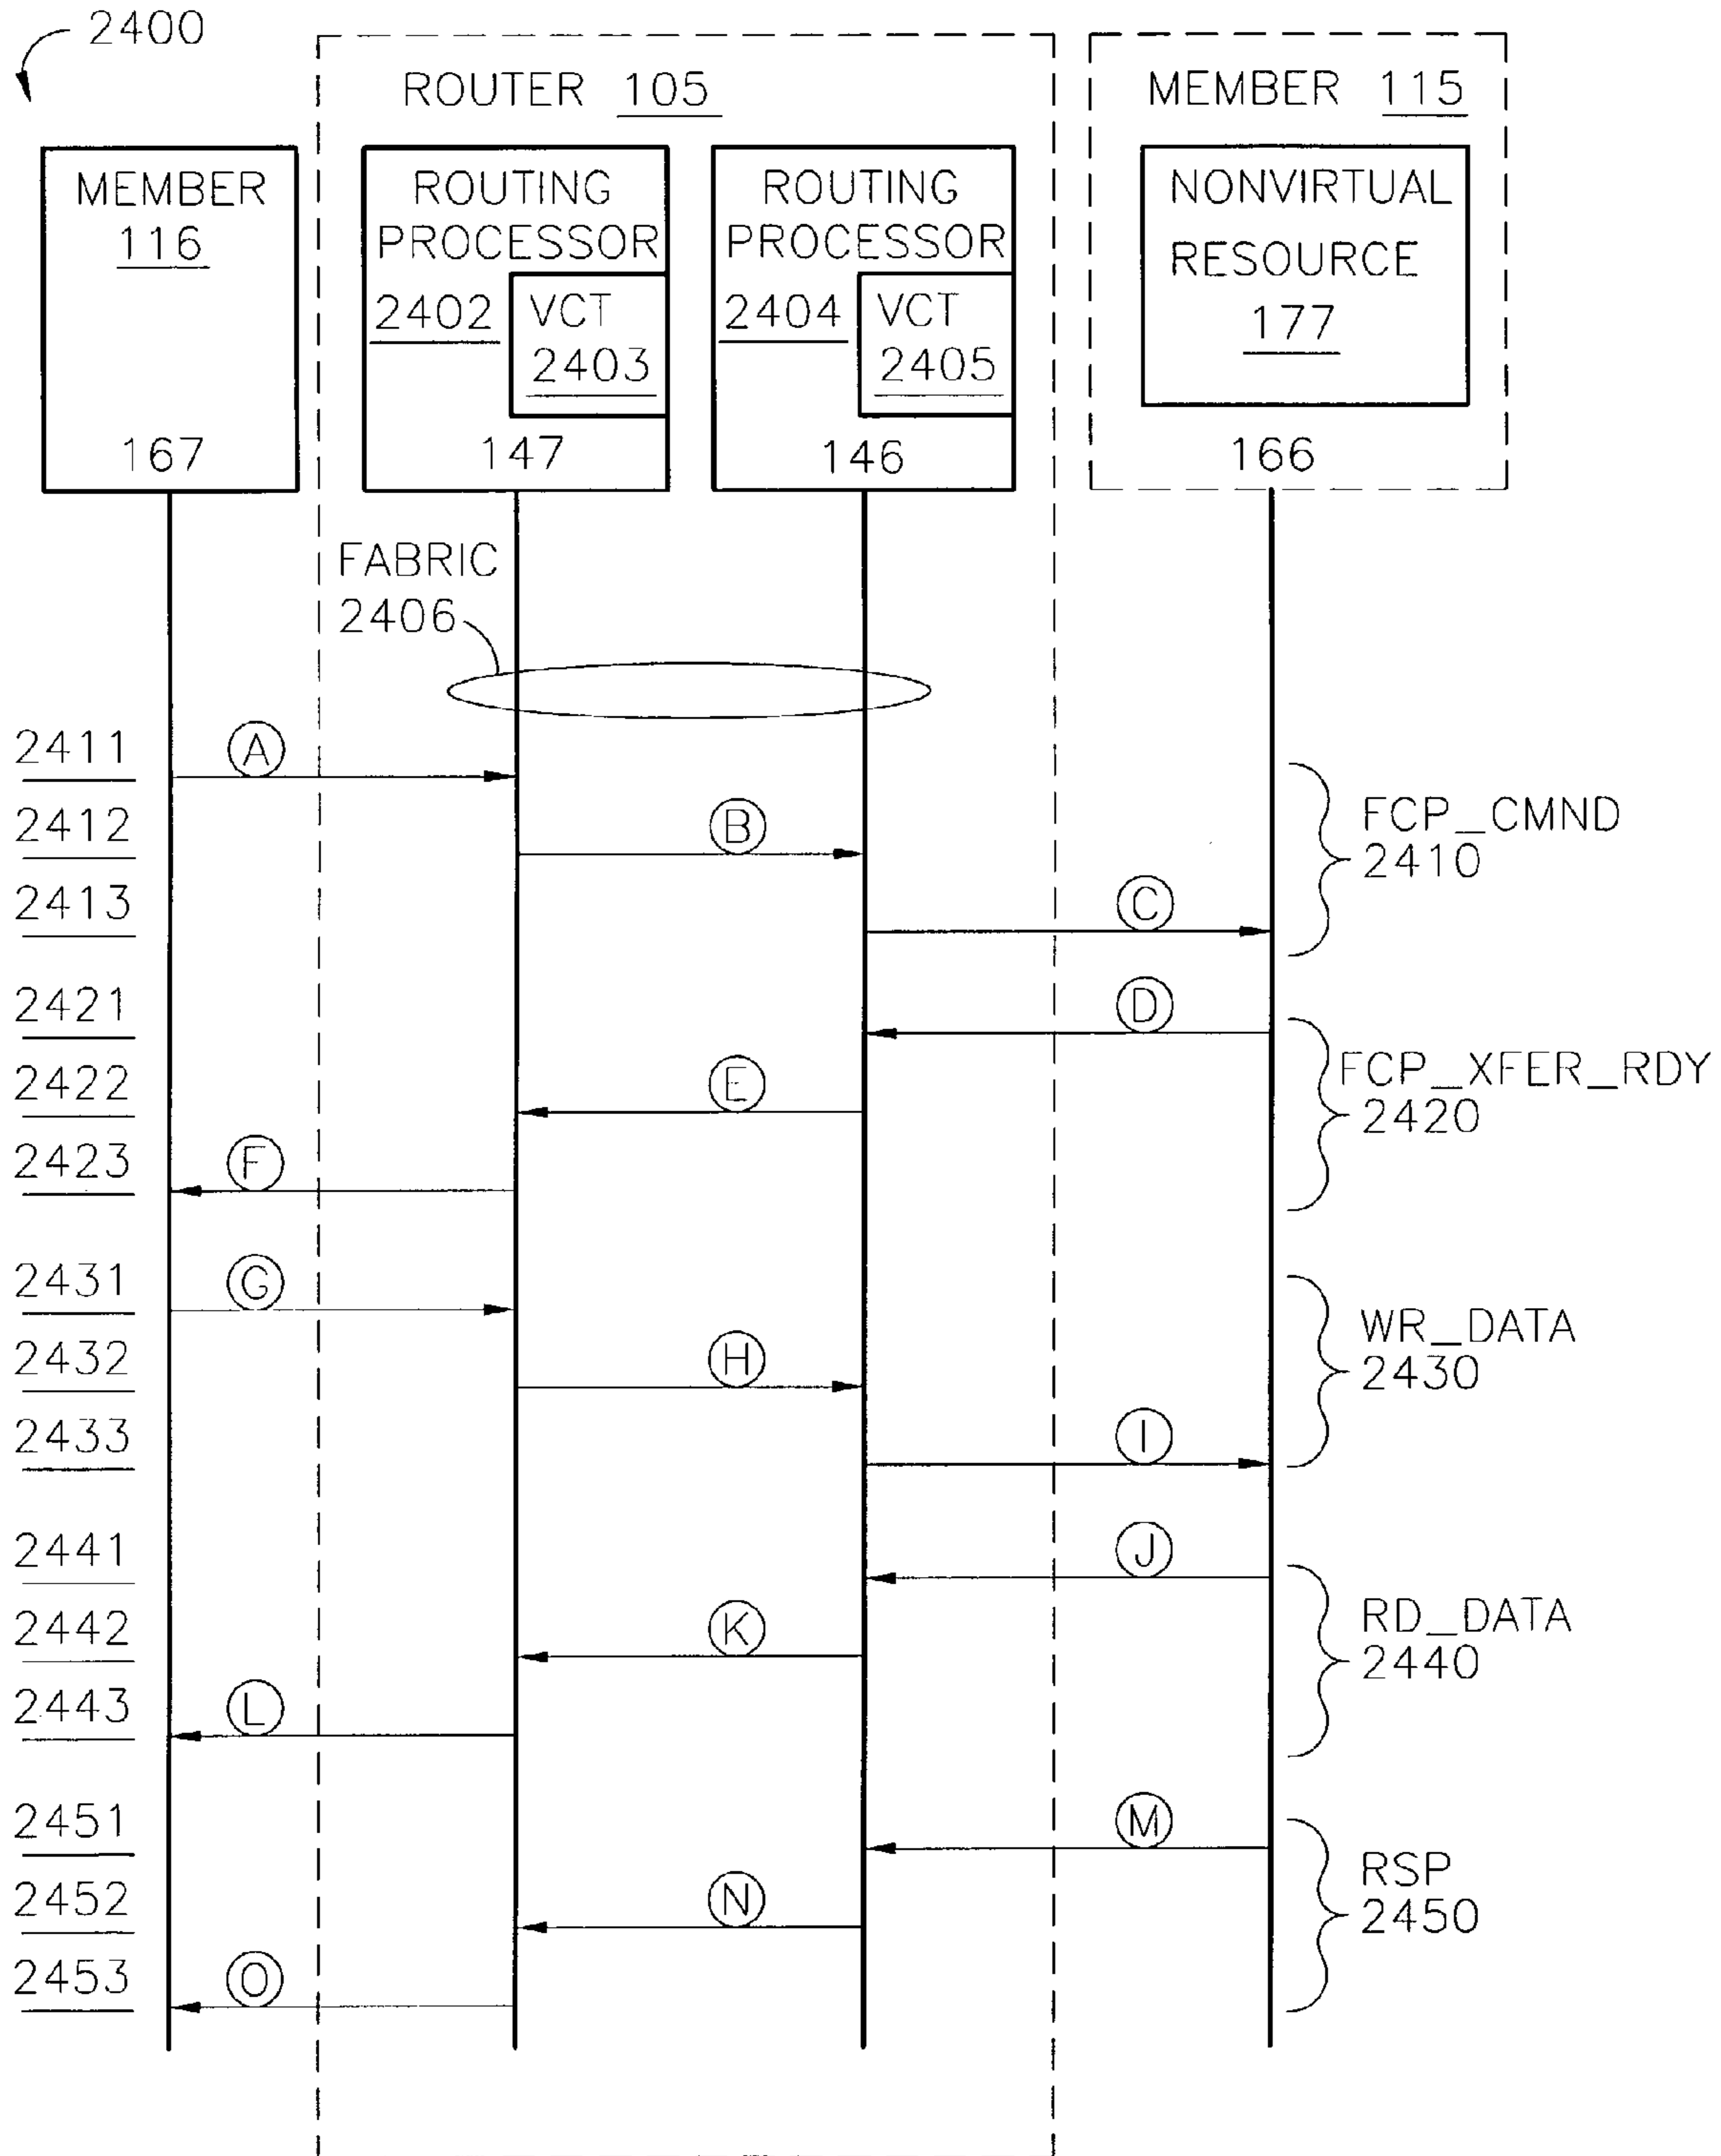 2400
ROUTER 105
MEMBER 115
MEMBER
116
167
ROUTING
PROCESSOR
2402
VCT
2403
147
ROUTING
PROCESSOR
2404
VCT
2405
146
NONVIRTUAL
RESOURCE
177
166
FABRIC
2406
2411
A
2412
B
2413
C
FCP_CMND
2410
2421
D
2422
E
2423
F
FCP_XFER_RDY
2420
2431
G
2432
H
2433
I
WR_DATA
2430
2441
J
2442
K
2443
L
RD_DATA
2440
2451
M
2452
N
2453
O
RSP
2450